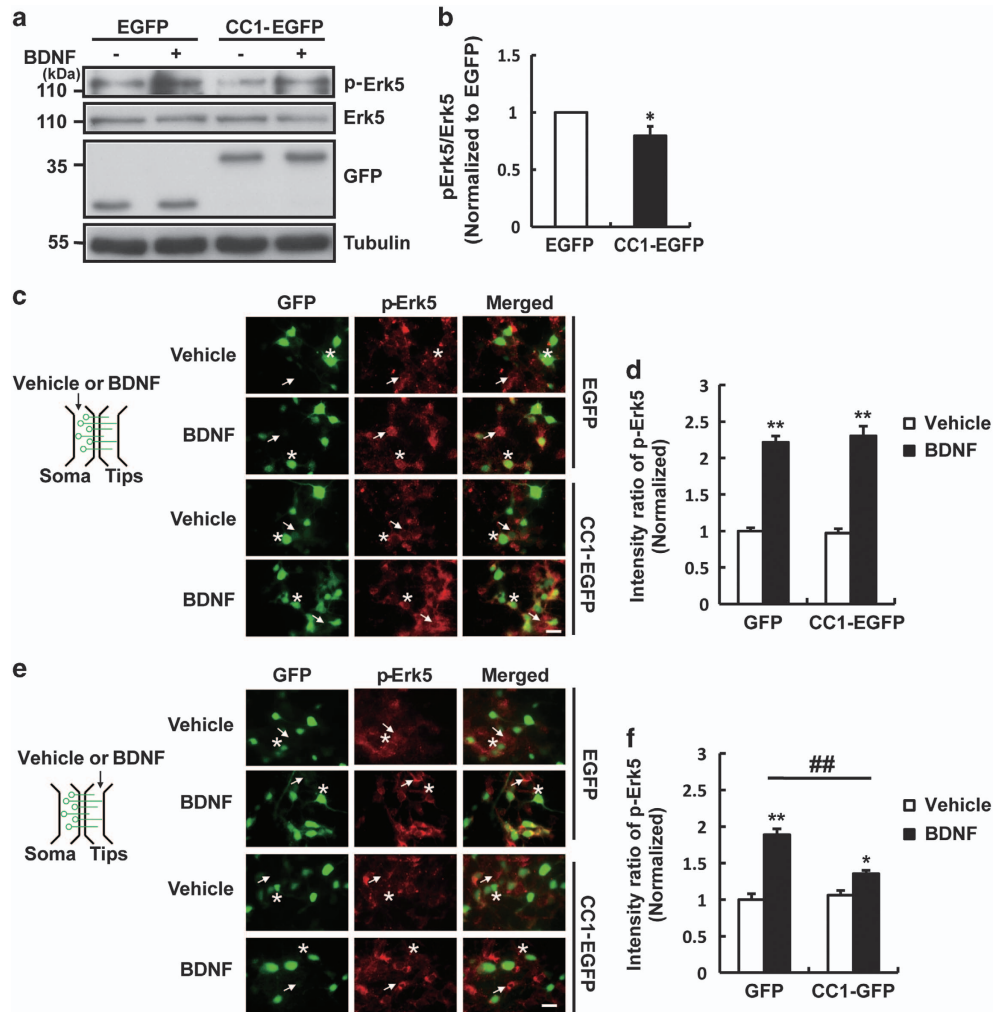 a
EGFP CC1-EGFP
BDNF - + - +
(kDa)
110 p-Erk5
110 Erk5
35 GFP
55 Tubulin
b
pErk5/Erk5
(Normalized to EGFP)
1.5
1
0.5
0
*
EGFP CC1-EGFP
c
GFP p-Erk5 Merged
Vehicle or BDNF
Soma Tips
Vehicle
BDNF
EGFP
Vehicle
BDNF
CC1-EGFP
d
Intensity ratio of p-Erk5
(Normalized)
3
2.5
2
1.5
1
0.5
0
** **
Vehicle
BDNF
GFP CC1-EGFP
e
GFP p-Erk5 Merged
Vehicle or BDNF
Soma Tips
Vehicle
BDNF
EGFP
Vehicle
BDNF
CC1-EGFP
f
Intensity ratio of p-Erk5
(Normalized)
3
2.5
2
1.5
1
0.5
0
##
** *
Vehicle
BDNF
GFP CC1-GFP